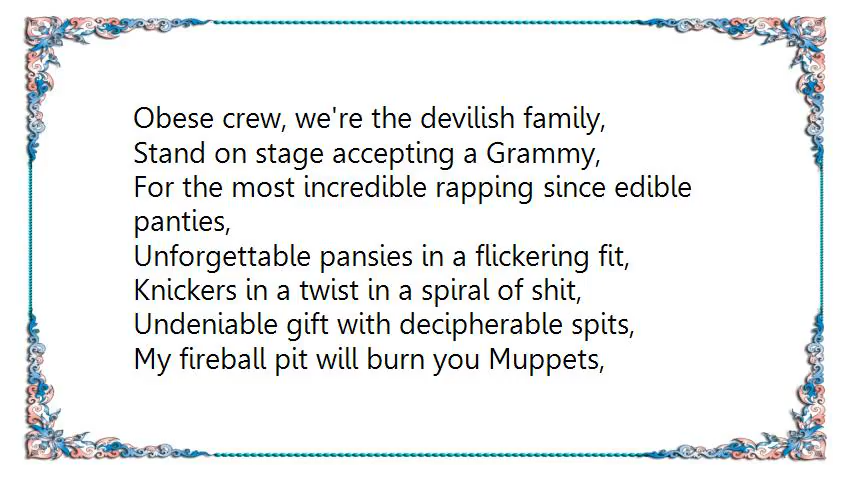 Obese crew, we're the devilish family,
Stand on stage accepting a Grammy,
For the most incredible rapping since edible
panties,
Unforgettable pansies in a flickering fit,
Knickers in a twist in a spiral of shit,
Undeniable gift with decipherable spits,
My fireball pit will burn you Muppets,